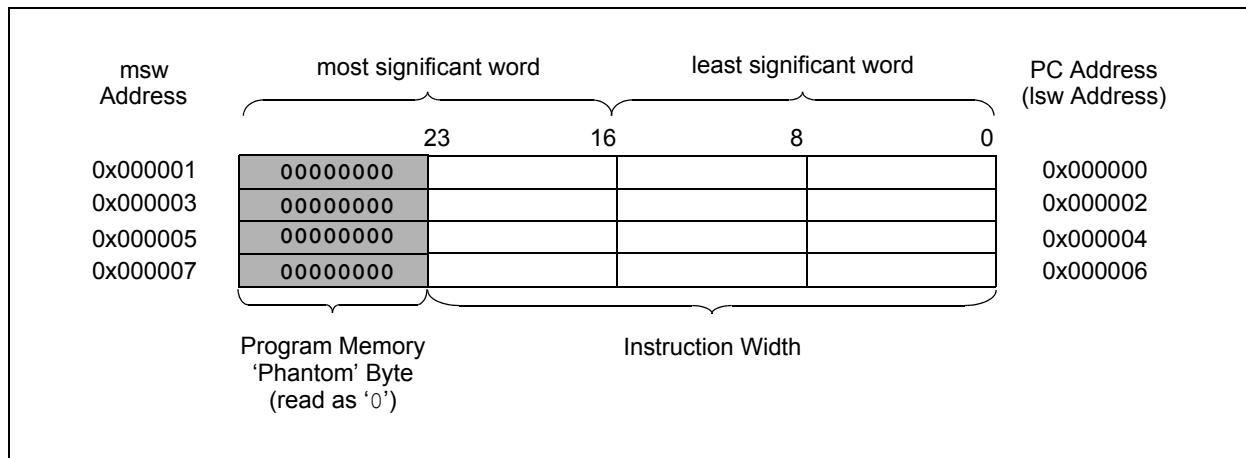 msw
Address
most significant word
least significant word
PC Address
(lsw Address)
23
16
8
0
0x000001
00000000
0x000000
0x000003
00000000
0x000002
0x000005
00000000
0x000004
0x000007
00000000
0x000006
Program Memory
‘Phantom’ Byte
(read as ‘0’)
Instruction Width